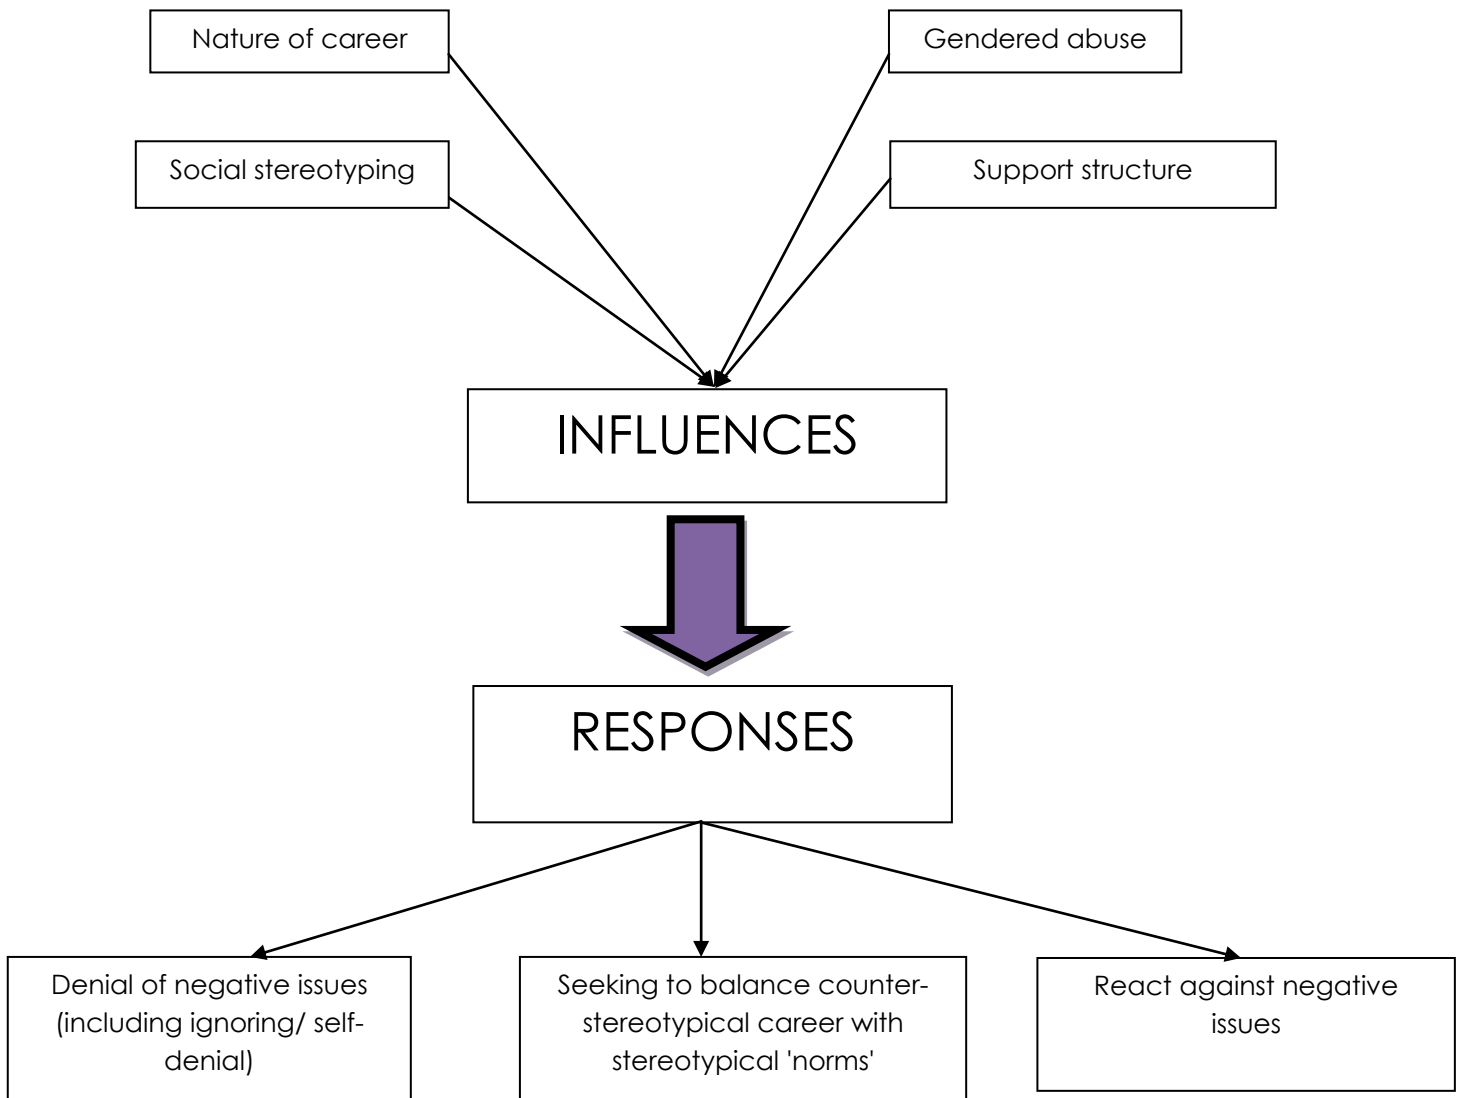 Nature of career
Gendered abuse
Social stereotyping
Support structure
INFLUENCES
RESPONSES
Denial of negative issues
(including ignoring/ self-
denial)
Seeking to balance counter-
stereotypical career with
stereotypical 'norms'
React against negative
issues